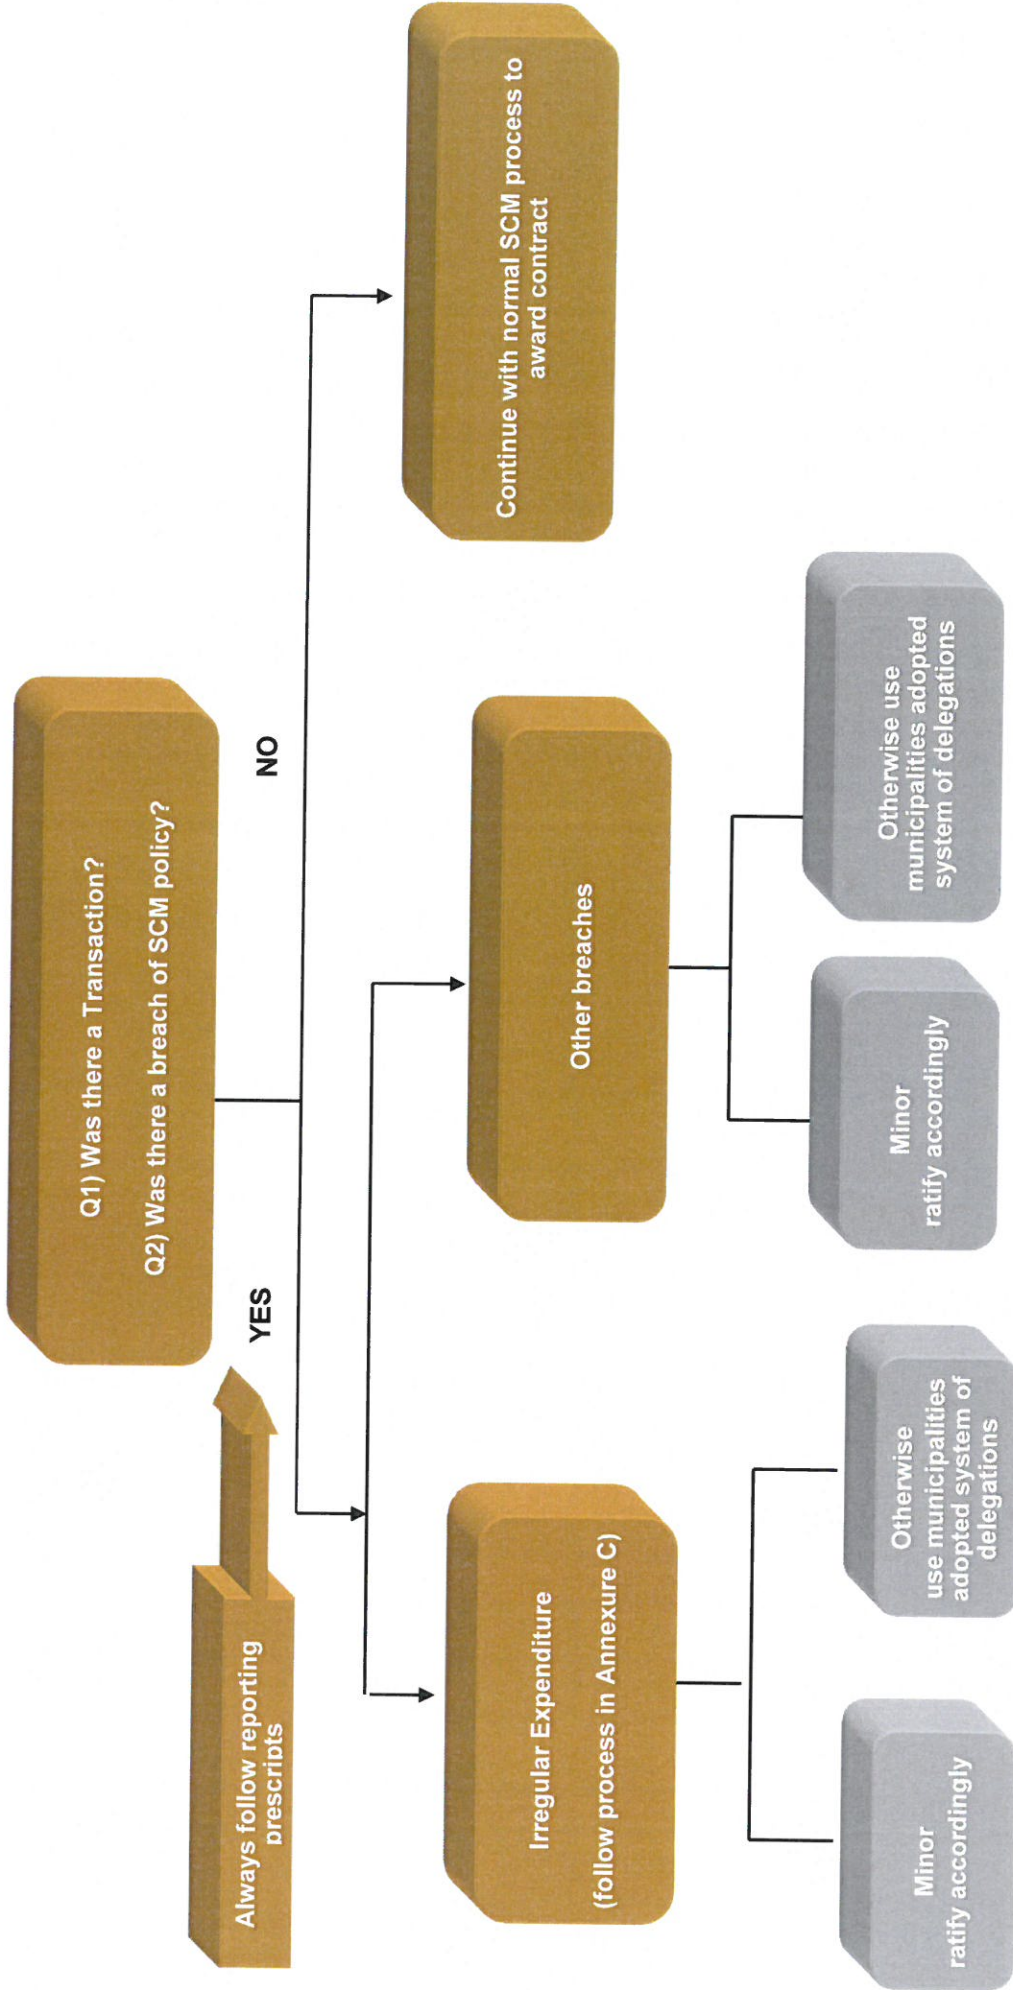 Q1) Was there a Transaction?
Q2) Was there a breach of SCM policy?
Always follow reporting
prescripts
YES
NO
Irregular Expenditure
(follow process in Annexure C)
Other breaches
Continue with normal SCM process to
award contract
Minor
ratify accordingly
Otherwise
use municipalities
adopted system of
delegations
Minor
ratify accordingly
Otherwise use
municipalities adopted
system of delegations